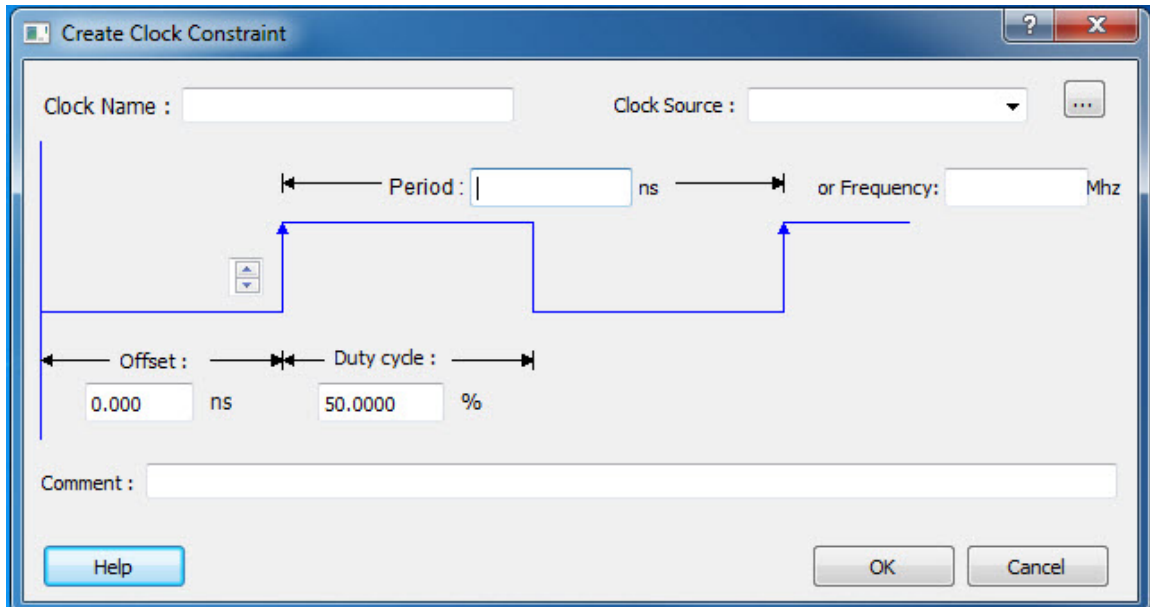 Create Clock Constraint
?
X
Clock Name :
Clock Source :
...
Period :
ns
or Frequency:
Mhz
Offset :
Duty cycle :
0.000
ns
50.0000
%
Comment :
Help
OK
Cancel